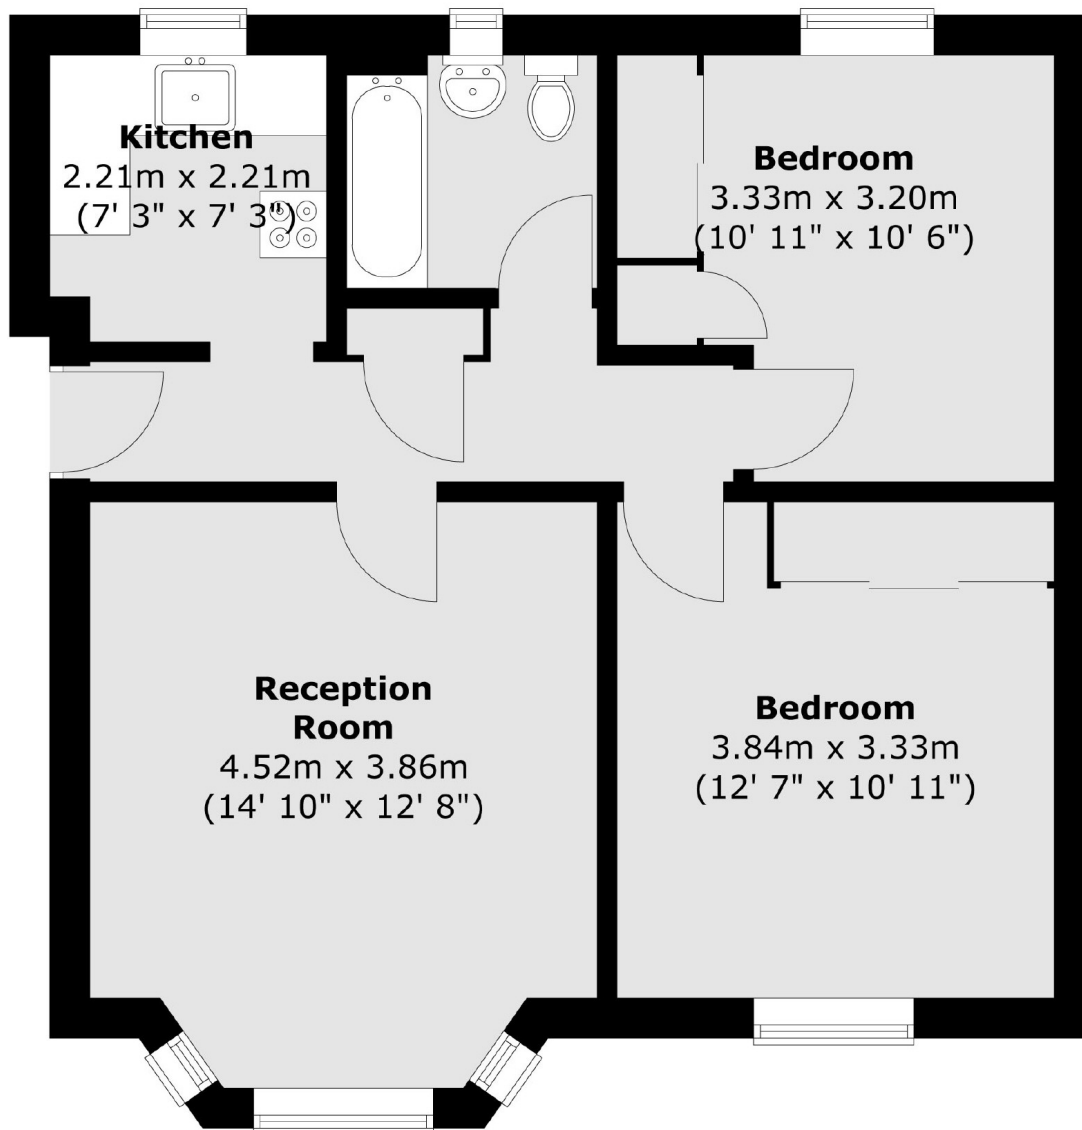 Kitchen
2.21m x 2.21m
(7' 3" x 7' 3")
Bedroom
3.33m x 3.20m
(10' 11" x 10' 6")
Reception
Room
4.52m x 3.86m
(14' 10" x 12' 8")
Bedroom
3.84m x 3.33m
(12' 7" x 10' 11")